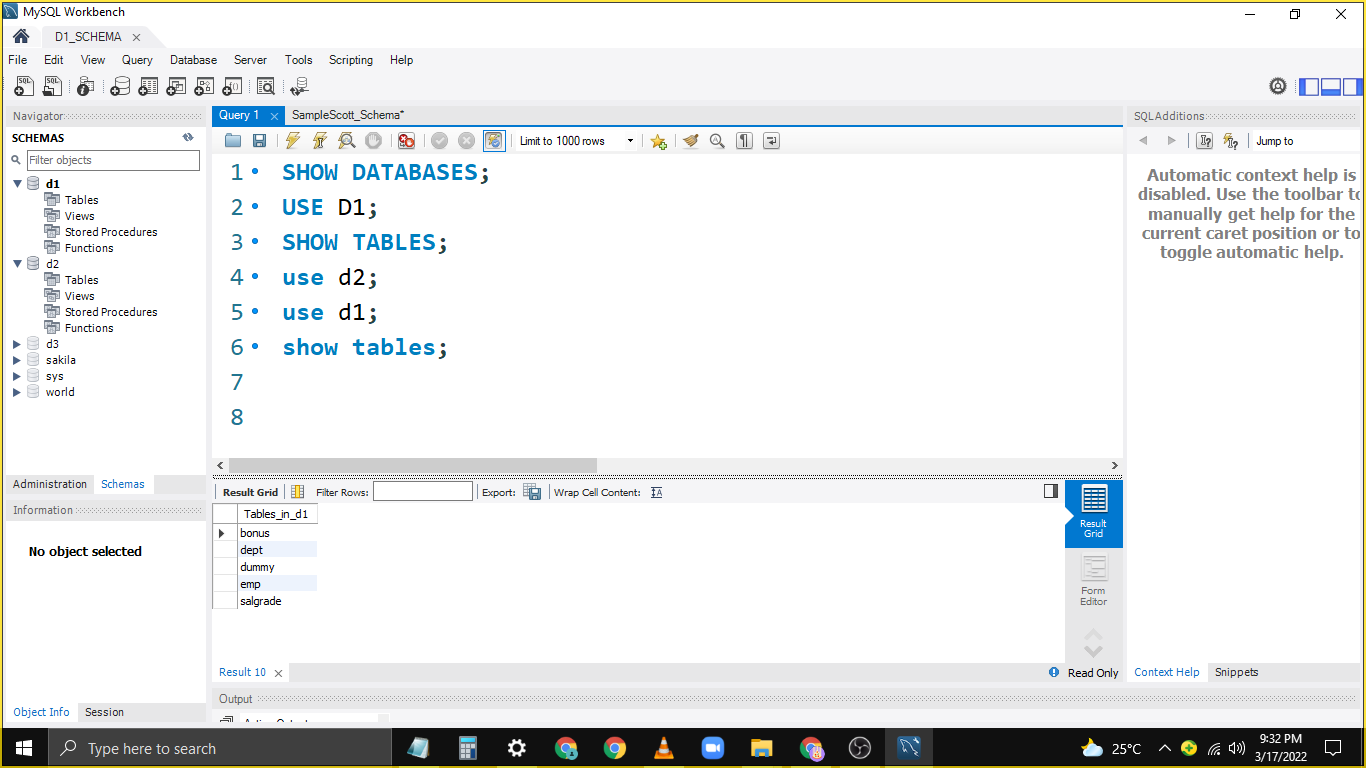 MySQL Workbench
D1_SCHEMA
File Edit View Query Database Server Tools Scripting Help
Navigator
SCHEMAS
Filter objects
d1
Tables
Views
Stored Procedures
Functions
d2
Tables
Views
Stored Procedures
Functions
d3
sakila
sys
world
Administration Schemas
Information
No object selected
Object Info Session
Query 1 SampleScott_Schema*
Limit to 1000 rows
1 SHOW DATABASES;
2 USE D1;
3 SHOW TABLES;
4 use d2;
5 use d1;
6 show tables;
7
8
Result Grid Filter Rows: Export: Wrap Cell Content:
Tables_in_d1
bonus
dept
dummy
emp
salgrade
Result
Grid
Form
Editor
Result 10 Read Only
Output
SQLAdditions
Jump to
Automatic context help is
disabled. Use the toolbar to
manually get help for the
current caret position or to
toggle automatic help.
Context Help Snippets
Type here to search
25°C
9:32 PM
3/17/2022